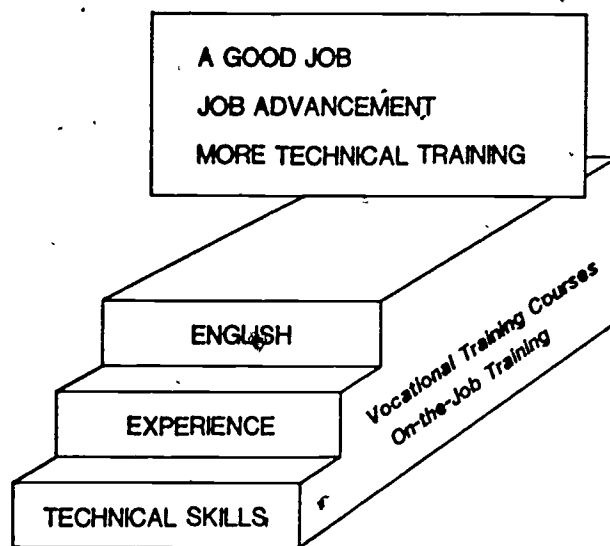 A GOOD JOB
JOB ADVANCEMENT
MORE TECHNICAL TRAINING
ENGLISH
EXPERIENCE
TECHNICAL SKILLS
Vocational Training Courses
On-the-Job Training